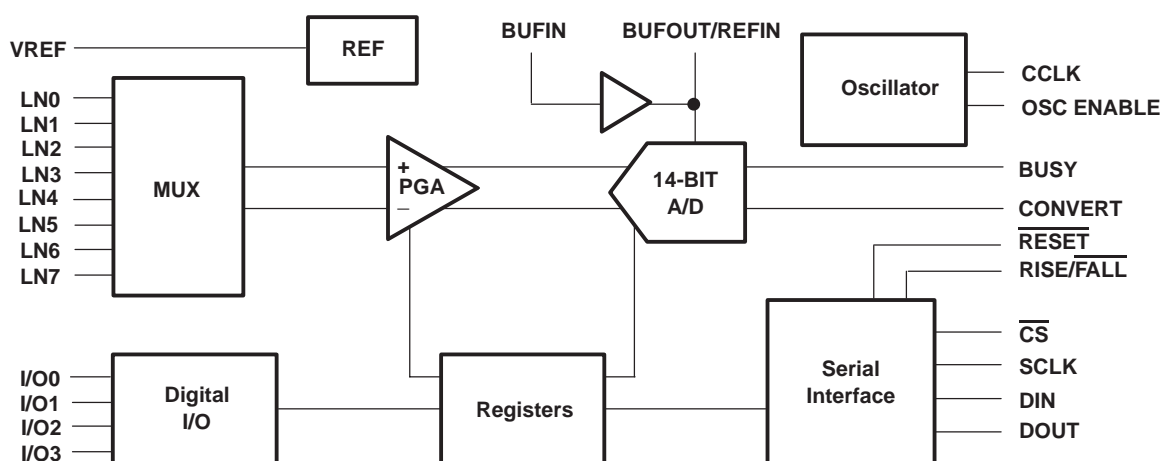 VREF
REF
BUFIN
BUFOUT/REFIN
Oscillator
CCLK
OSC ENABLE
LN0
LN1
LN2
LN3
LN4
LN5
LN6
LN7
MUX
+
PGA
–
14-BIT
A/D
BUSY
CONVERT
RESET
RISE/FALL
I/O0
I/O1
I/O2
I/O3
Digital
I/O
Registers
Serial
Interface
CS
SCLK
DIN
DOUT